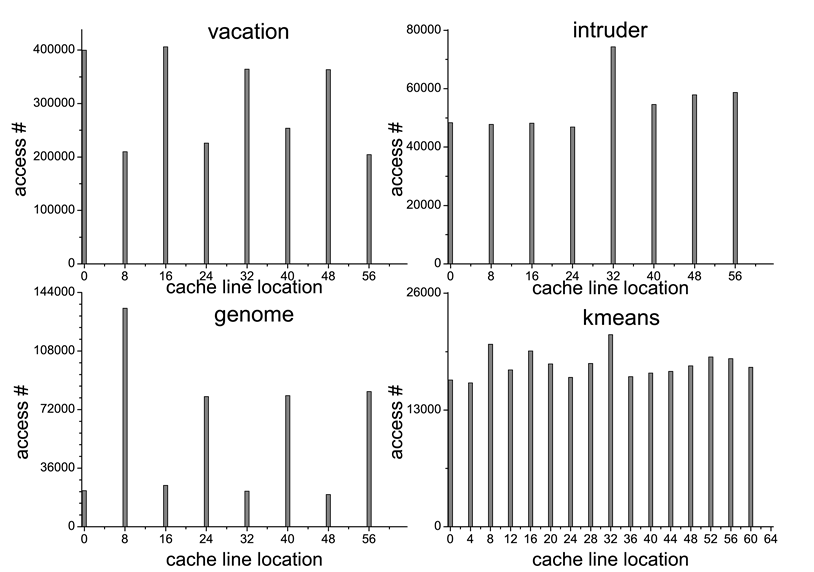 vacation
access #
400000
300000
200000
100000
0
0 8 16 24 32 40 48 56
cache line location
intruder
access #
80000
60000
40000
20000
0
0 8 16 24 32 40 48 56
cache line location
genome
access #
144000
108000
72000
36000
0
0 8 16 24 32 40 48 56
cache line location
kmeans
access #
26000
13000
0
0 4 8 12 16 20 24 28 32 36 40 44 48 52 56 60 64
cache line location